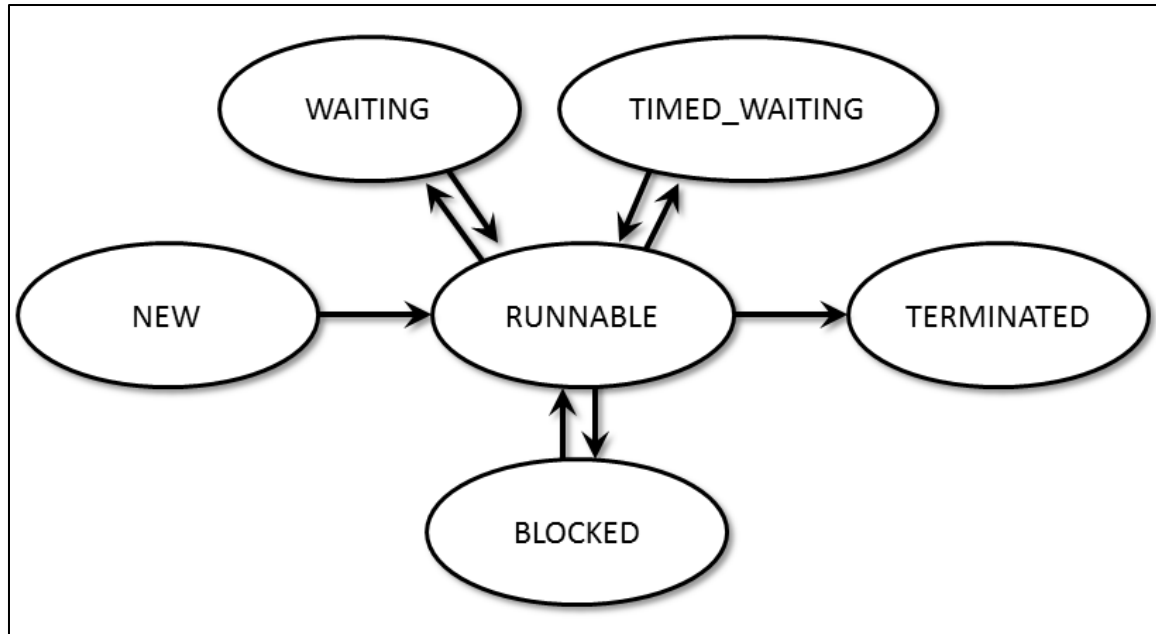 WAITING
TIMED_WAITING
NEW
RUNNABLE
TERMINATED
BLOCKED